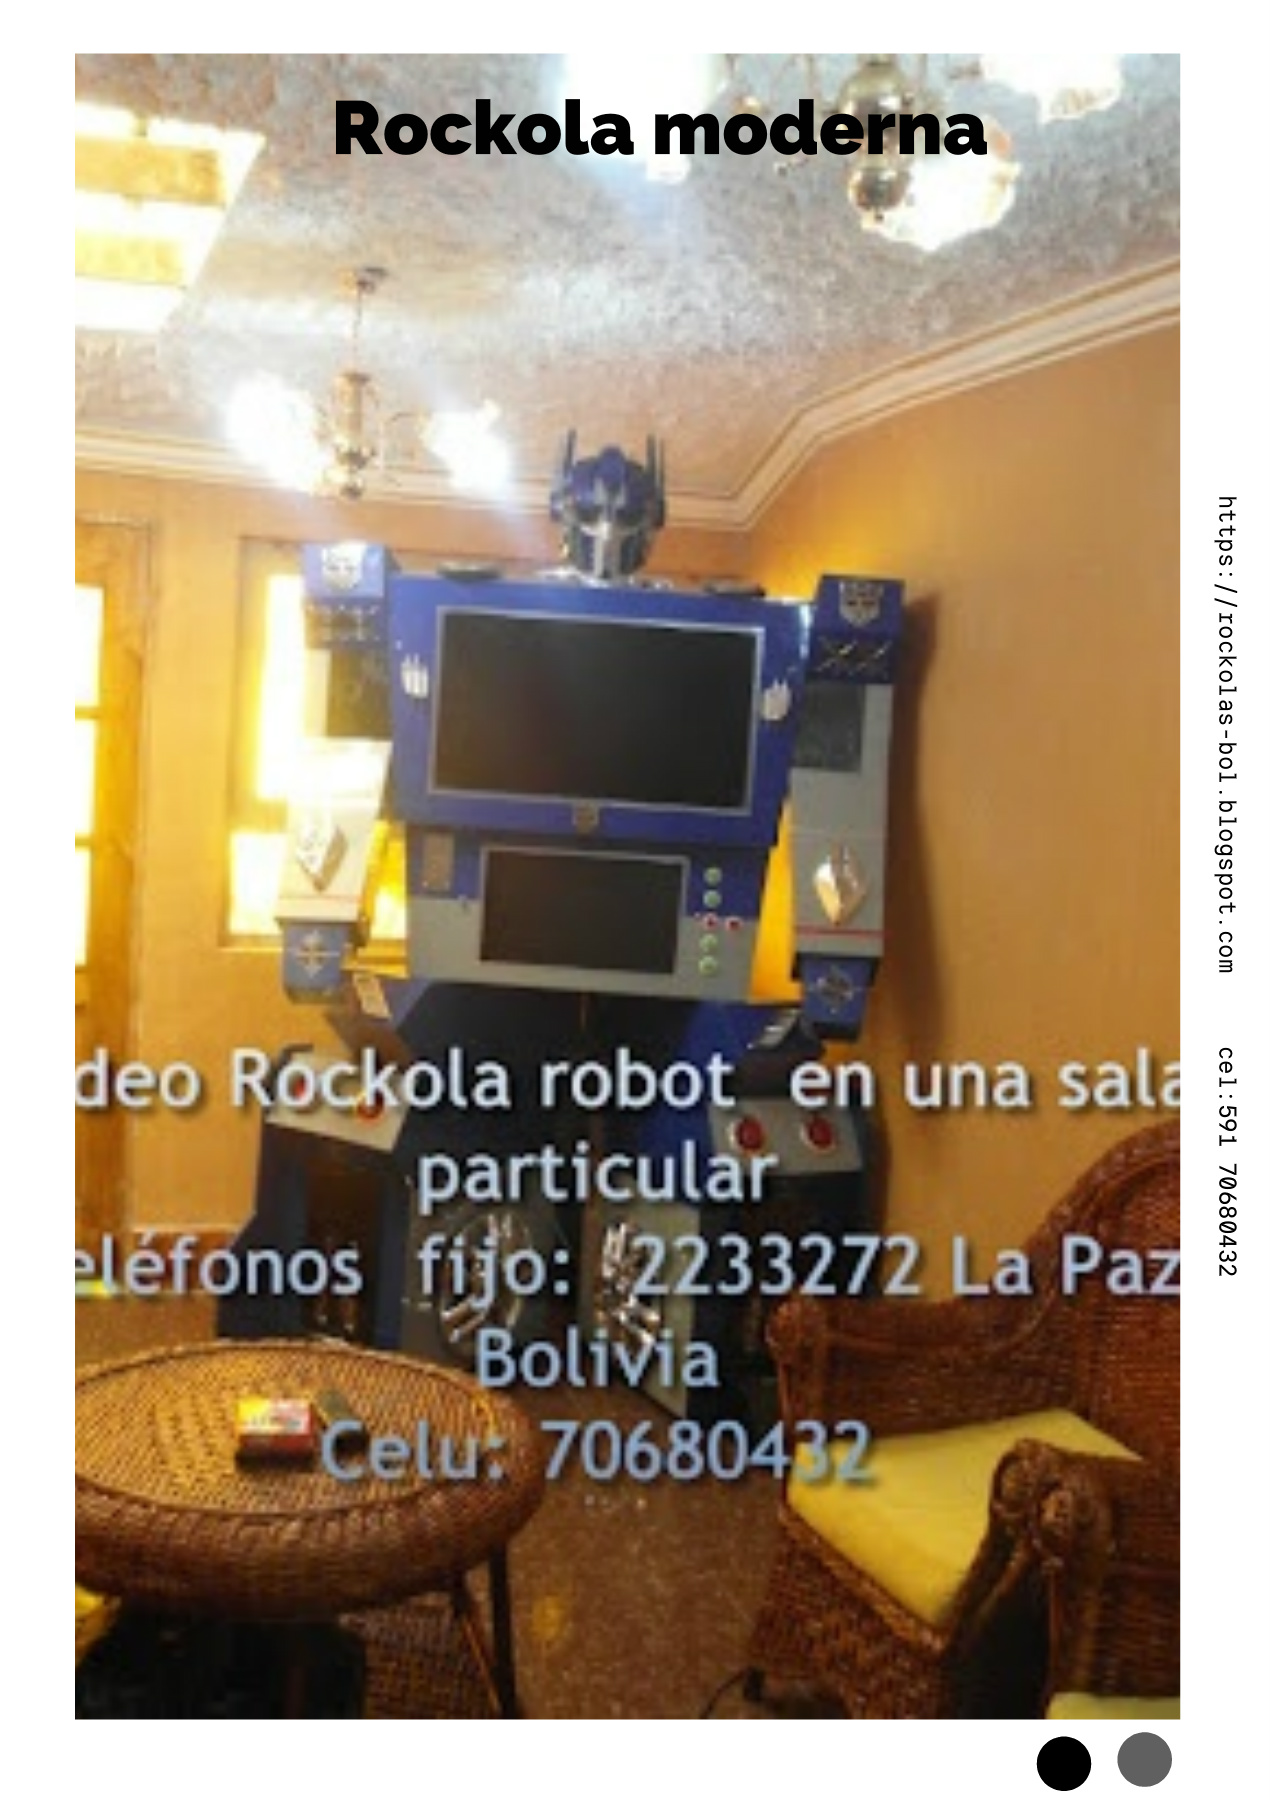 Rockola moderna
deo Rockola robot en una sala
particular
eléfonos fijo: 2233272 La Paz
Bolivia
Celu: 70680432
https://rockolas-bol.blogspot.com cel:591 70680432